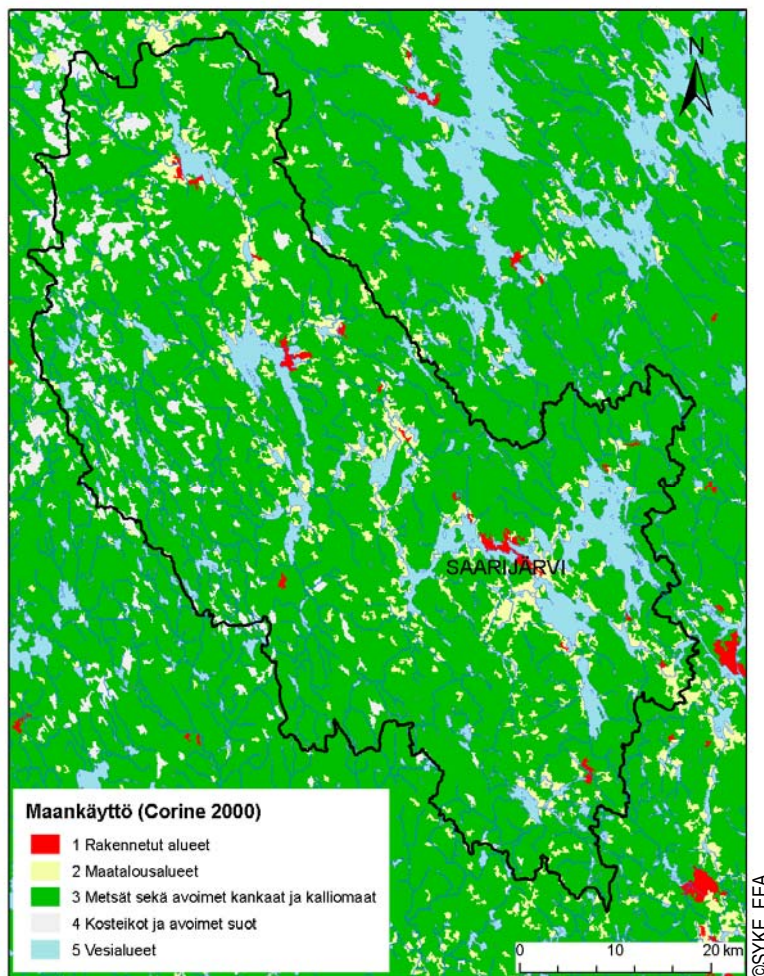 N
SAARIJÄRVI
Maankäyttö (Corine 2000)
1 Rakennetut alueet
2 Maatalousalueet
3 Metsät sekä avoimet kankaat ja kalliomaat
4 Kosteikot ja avoimet suot
5 Vesialueet
0 10 20 km
©SYKE, EEA